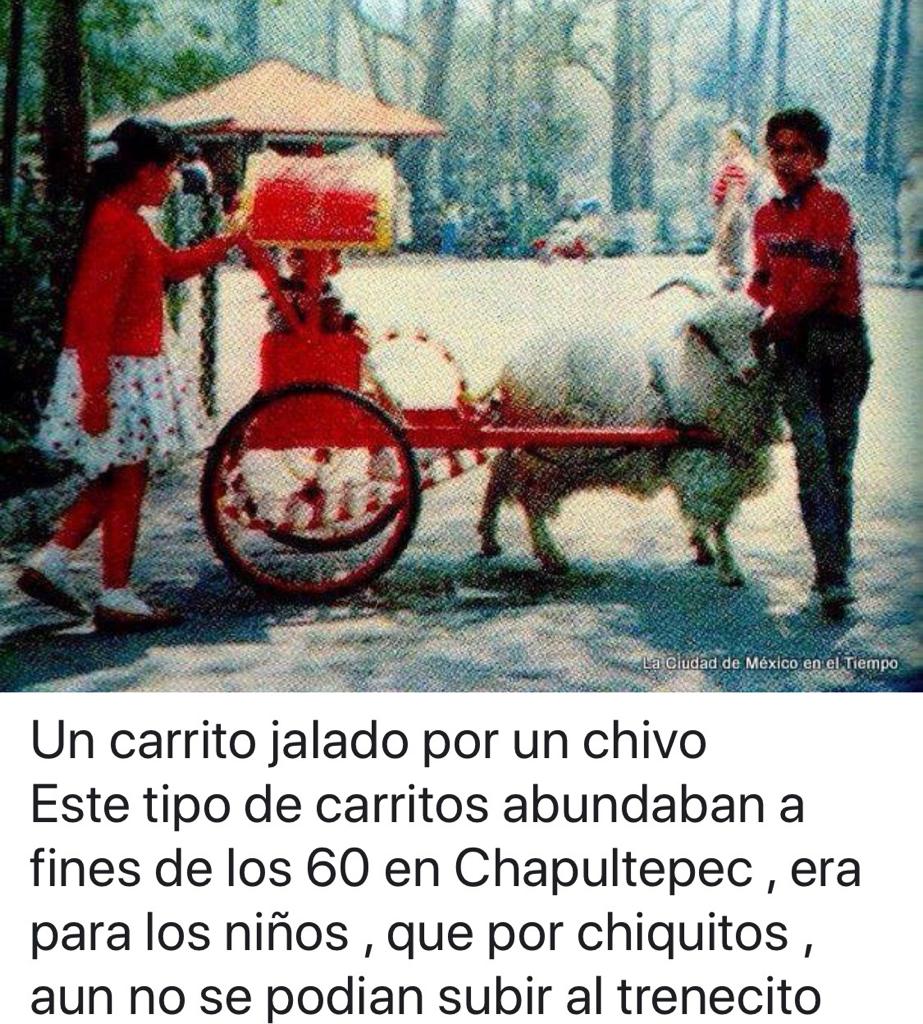 La Ciudad de México en el Tiempo
Un carrito jalado por un chivo
Este tipo de carritos abundaban a
fines de los 60 en Chapultepec , era
para los niños , que por chiquitos ,
aun no se podian subir al trenecito